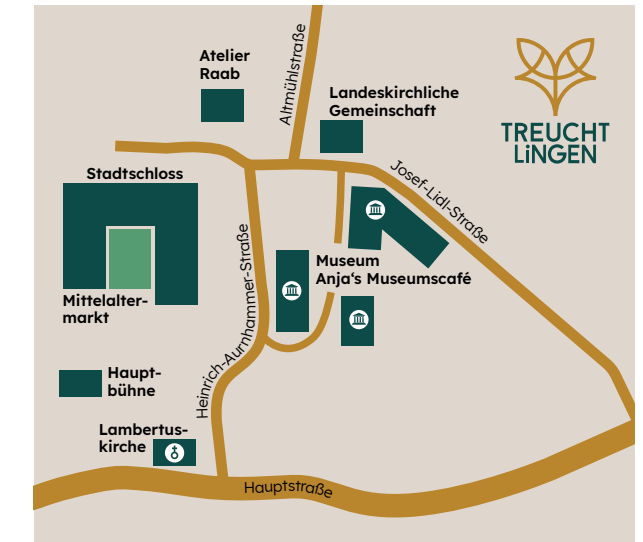 Atelier
Raab
Altmühlstraße
Landeskirchliche
Gemeinschaft
TREUCHT
LiNGEN
Stadtschloss
Josef-Lidl-Straße
Museum
Anja‘s Museumscafé
Mittelalter-
markt
Heinrich-Aurnhammer-Straße
Haupt-
bühne
Lambertus-
kirche
Hauptstraße